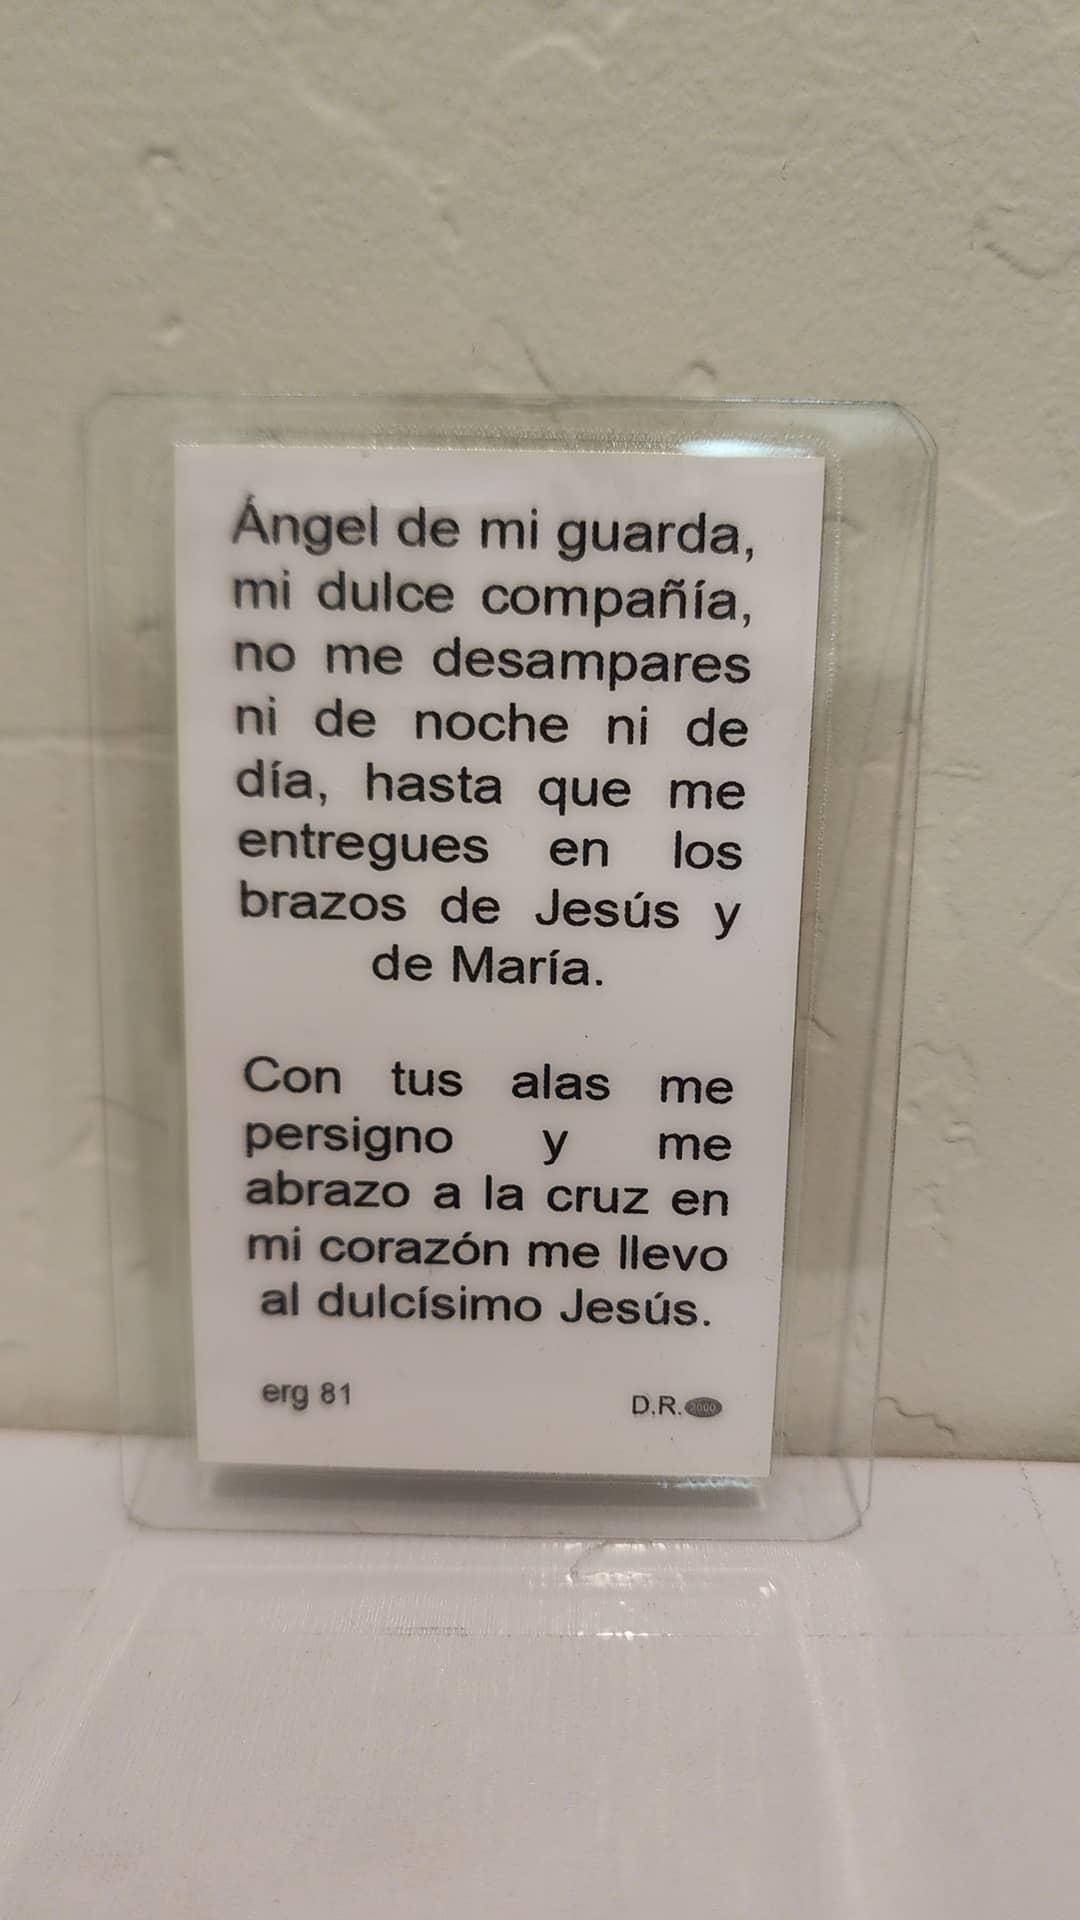 Ángel de mi guarda,
mi dulce compañía,
no me desampares
ni de noche ni de
día, hasta que me
entregues en los
brazos de Jesús y
de María.
Con tus alas me
persigno y me
abrazo a la cruz en
mi corazón me llevo
al dulcísimo Jesús.
erg 81
D.R. 2000